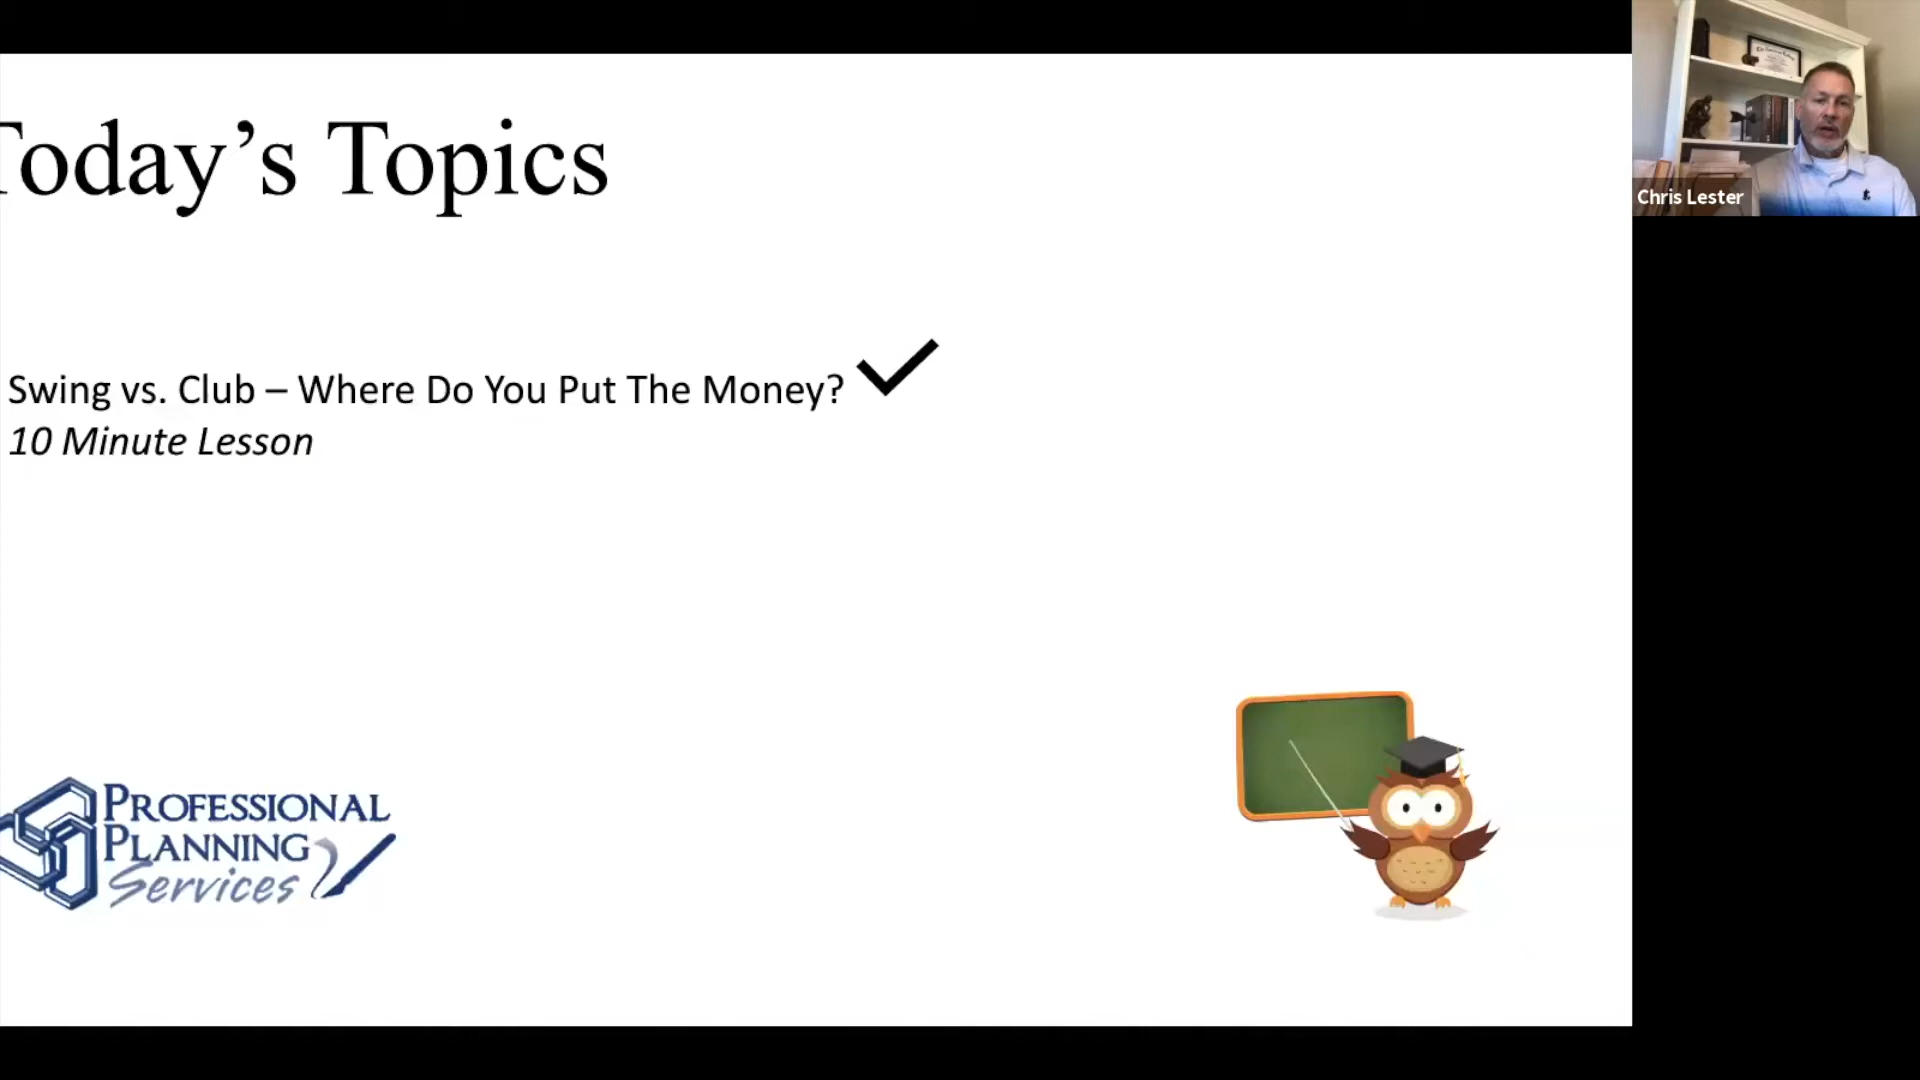 Today’s Topics
Chris Lester
Swing vs. Club – Where Do You Put The Money?
10 Minute Lesson
PROFESSIONAL
PLANNING
Services